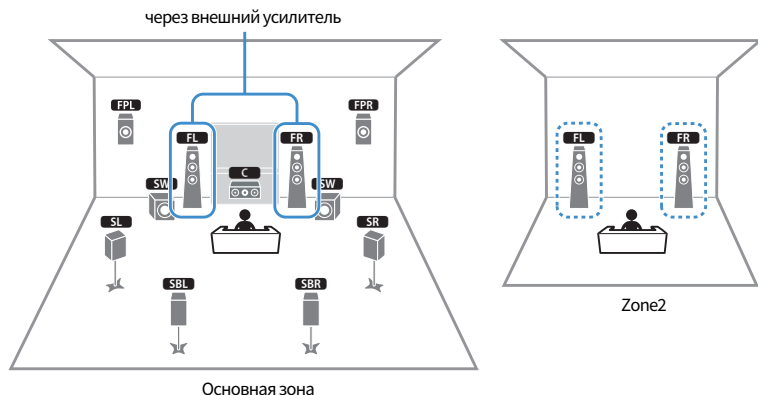 через внешний усилитель
FPL FPR
FL FR FL FR
C
SW SW
SL SR
SBL SBR
Zone2
Основная зона